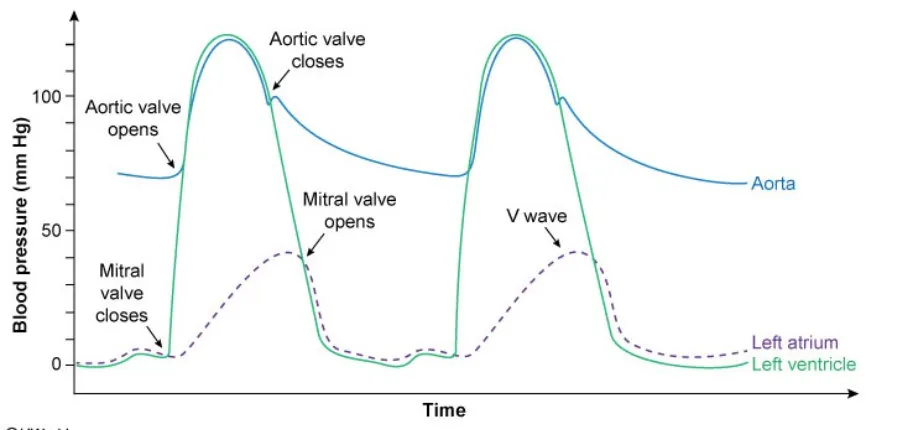 Aortic valve
closes
Aortic valve
opens
100
Mitral valve
opens
V wave
Aorta
50
Mitral
valve
closes
0
Left atrium
Left ventricle
Blood pressure (mm Hg)
Time